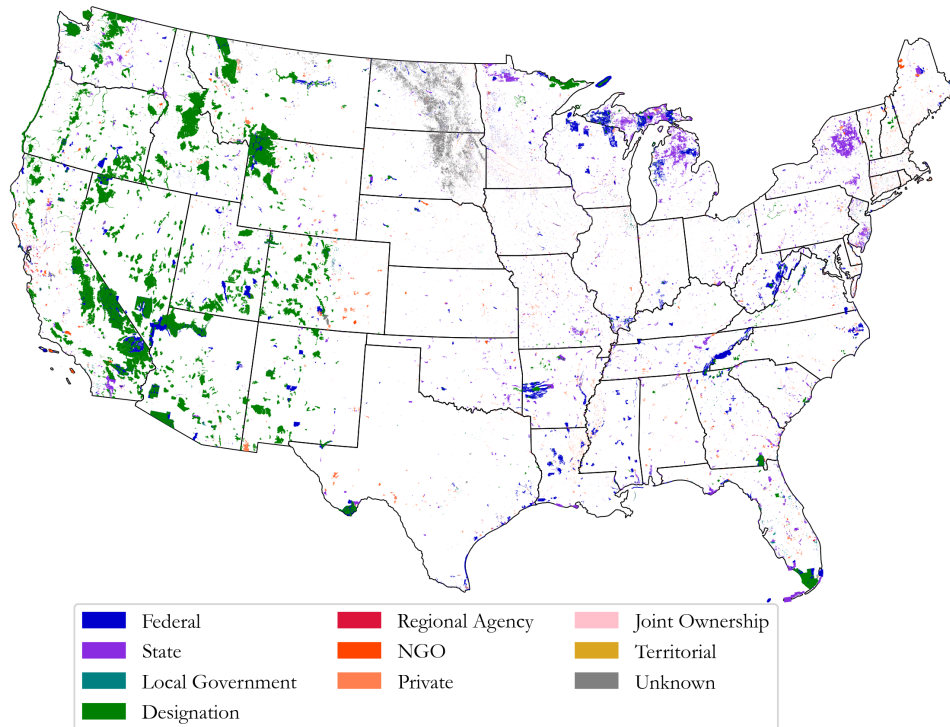 Federal
State
Local Government
Designation
Regional Agency
NGO
Private
Joint Ownership
Territorial
Unknown